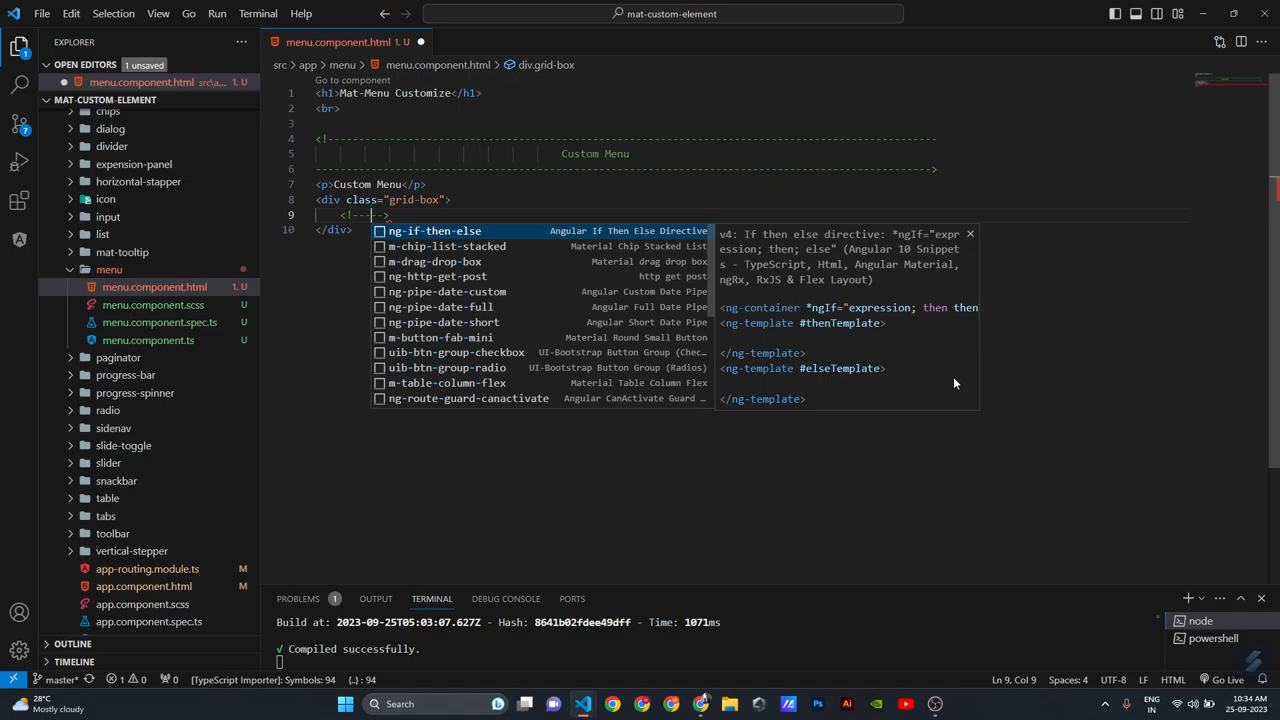 File Edit Selection View Go Run Terminal Help
mat-custom-element
EXPLORER
menu.component.html 1, U
OPEN EDITORS 1 unsaved
src > app > menu > menu.component.html > div.grid-box
menu.component.html src\a... 1, U
Go to component
MAT-CUSTOM-ELEMENT
1 <h1>Mat-Menu Customize</h1>
chips
2 <br>
dialog
3
divider
4 <!---------------------------------------------------------------------------------------------------
expansion-panel
5 Custom Menu
horizontal-stapper
6 --------------------------------------------------------------------------------------------------->
icon
7 <p>Custom Menu</p>
input
8 <div class="grid-box">
list
9 <!----->
mat-tooltip
10 </div>
menu
menu.component.html 1, U
menu.component.scss U
menu.component.spec.ts U
menu.component.ts U
paginator
progress-bar
progress-spinner
radio
sidenav
slide-toggle
slider
snackbar
table
tabs
toolbar
vertical-stepper
app-routing.module.ts M
app.component.html M
app.component.scss
app.component.spec.ts
OUTLINE
TIMELINE
ng-if-then-else Angular If Then Else Directive
m-chip-list-stacked Material Chip Stacked List
m-drag-drop-box Material drag drop box
ng-http-get-post http get post
ng-pipe-date-custom Angular Custom Date Pipe
ng-pipe-date-full Angular Full Date Pipe
ng-pipe-date-short Angular Short Date Pipe
m-button-fab-mini Material Round Small Button
uib-btn-group-checkbox UI-Bootstrap Button Group (Chec...
uib-btn-group-radio UI-Bootstrap Button Group (Radios)
m-table-column-flex Material Table Column Flex
ng-route-guard-canactivate Angular CanActivate Guard ...
v4: If then else directive: *ngIf="expr
ession; then; else" (Angular 10 Snippet
s - TypeScript, Html, Angular Material,
ngRx, RxJS & Flex Layout)
<ng-container *ngIf="expression; then then
<ng-template #thenTemplate>
</ng-template>
<ng-template #elseTemplate>
</ng-template>
PROBLEMS 1 OUTPUT TERMINAL DEBUG CONSOLE PORTS
Build at: 2023-09-25T05:03:07.627Z - Hash: 8641b02fdee49dff - Time: 1071ms
√ Compiled successfully.
node
powershell
master* 1 0 0 [TypeScript Importer]: Symbols: 94 {..} : 94 Ln 9, Col 9 Spaces: 4 UTF-8 LF HTML Go Live
28°C
Mostly cloudy
Search
ENG
IN
10:34 AM
25-09-2023